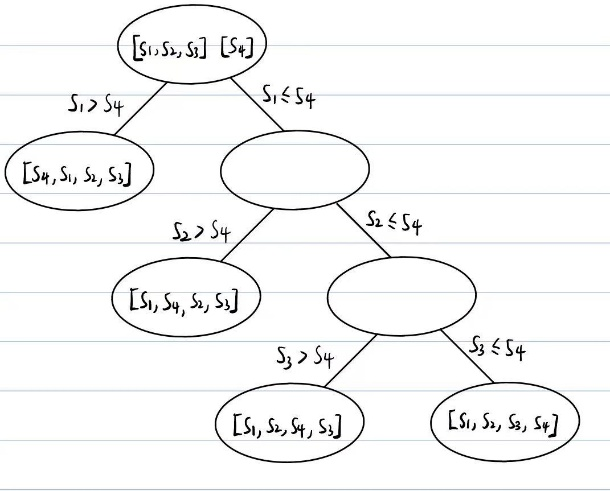 [S1, S2, S3] [S4]
S1 > S4
S1 ≤ S4
[S4, S1, S2, S3]
S2 > S4
S2 ≤ S4
[S1, S4, S2, S3]
S3 > S4
S3 ≤ S4
[S1, S2, S4, S3]
[S1, S2, S3, S4]